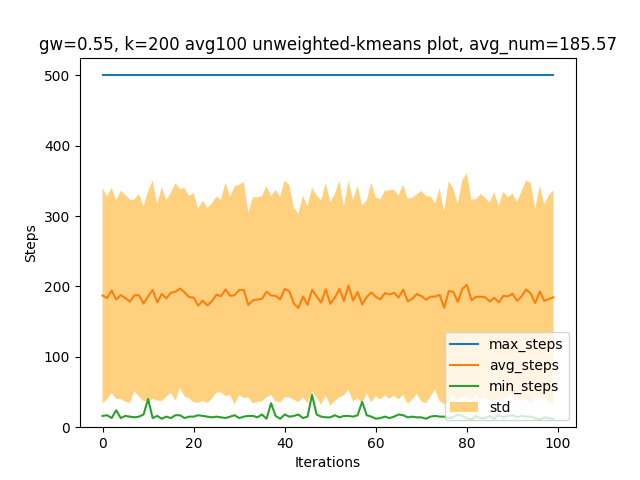 gw=0.55, k=200 avg100 unweighted-kmeans plot, avg_num=185.57
500
400
300
200
100
0
Steps
max_steps
avg_steps
min_steps
std
0
20
40
60
80
100
Iterations